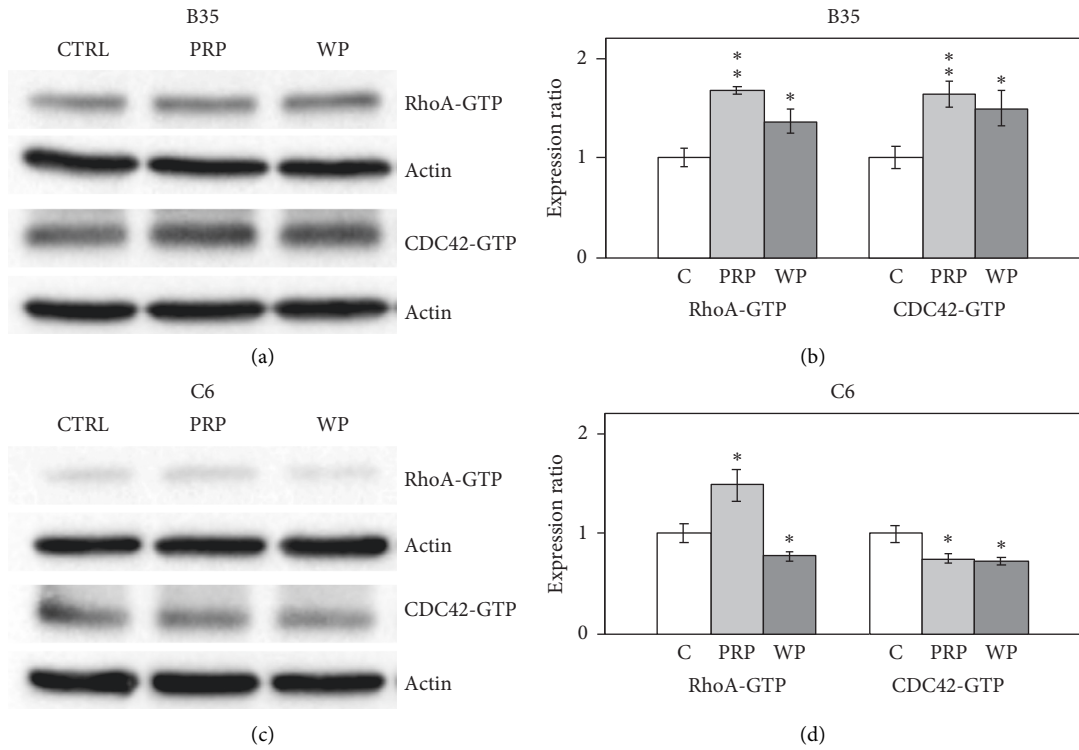 B35
CTRL PRP WP
RhoA-GTP
Actin
CDC42-GTP
Actin
(a)
B35
Expression ratio
2
1
0
* * * * * *
C PRP WP C PRP WP
RhoA-GTP CDC42-GTP
(b)
C6
CTRL PRP WP
RhoA-GTP
Actin
CDC42-GTP
Actin
(c)
C6
Expression ratio
2
1
0
* * * *
C PRP WP C PRP WP
RhoA-GTP CDC42-GTP
(d)